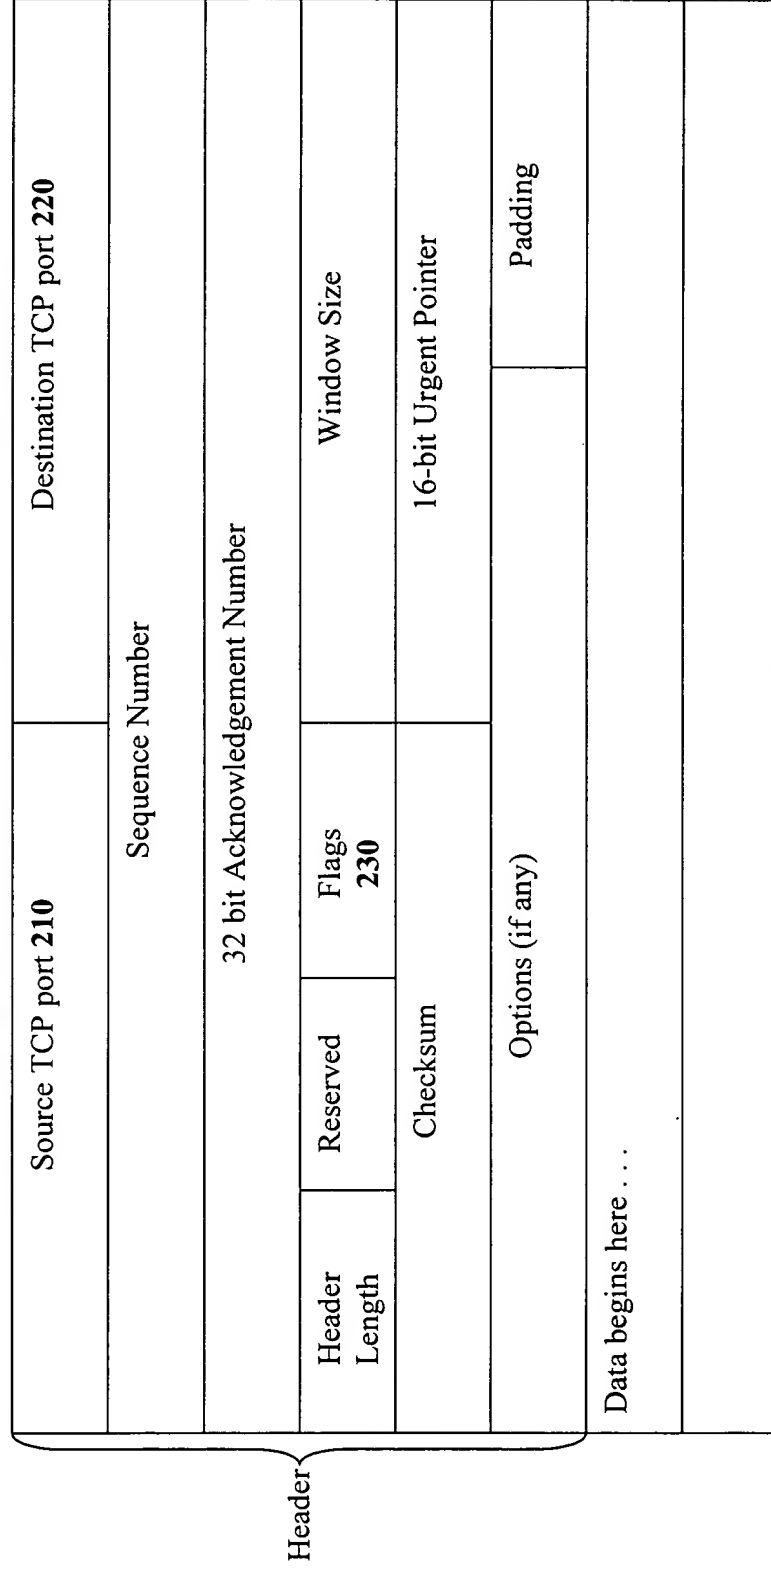 Header
Source TCP port 210
Destination TCP port 220
Sequence Number
32 bit Acknowledgement Number
Header
Length
Reserved
Flags
230
Window Size
Checksum
16-bit Urgent Pointer
Options (if any)
Padding
Data begins here . . .